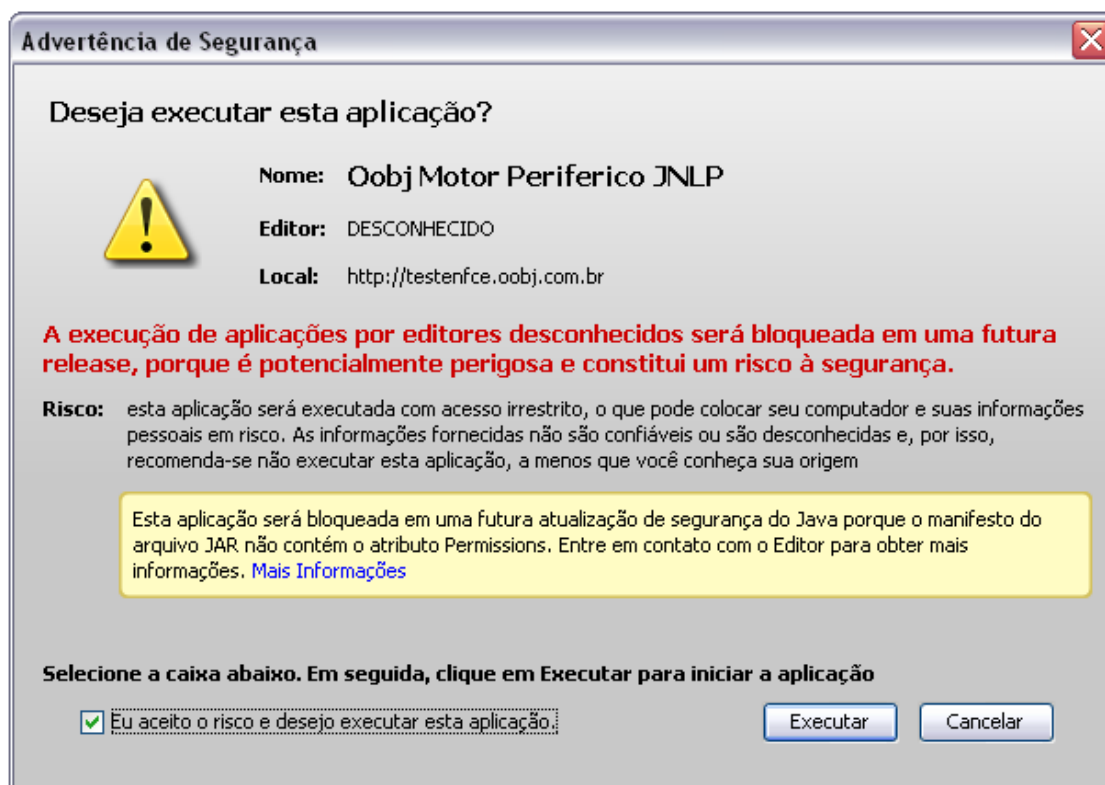 Advertência de Segurança
Deseja executar esta aplicação?
Nome: Oobj Motor Periferico JNLP
Editor: DESCONHECIDO
Local: http://testenfce.oobj.com.br
A execução de aplicações por editores desconhecidos será bloqueada em uma futura
release, porque é potencialmente perigosa e constitui um risco à segurança.
Risco: esta aplicação será executada com acesso irrestrito, o que pode colocar seu computador e suas informações
pessoais em risco. As informações fornecidas não são confiáveis ou são desconhecidas e, por isso,
recomenda-se não executar esta aplicação, a menos que você conheça sua origem
Esta aplicação será bloqueada em uma futura atualização de segurança do Java porque o manifesto do
arquivo JAR não contém o atributo Permissions. Entre em contato com o Editor para obter mais
informações. Mais Informações
Selecione a caixa abaixo. Em seguida, clique em Executar para iniciar a aplicação
Eu aceito o risco e desejo executar esta aplicação. Executar Cancelar